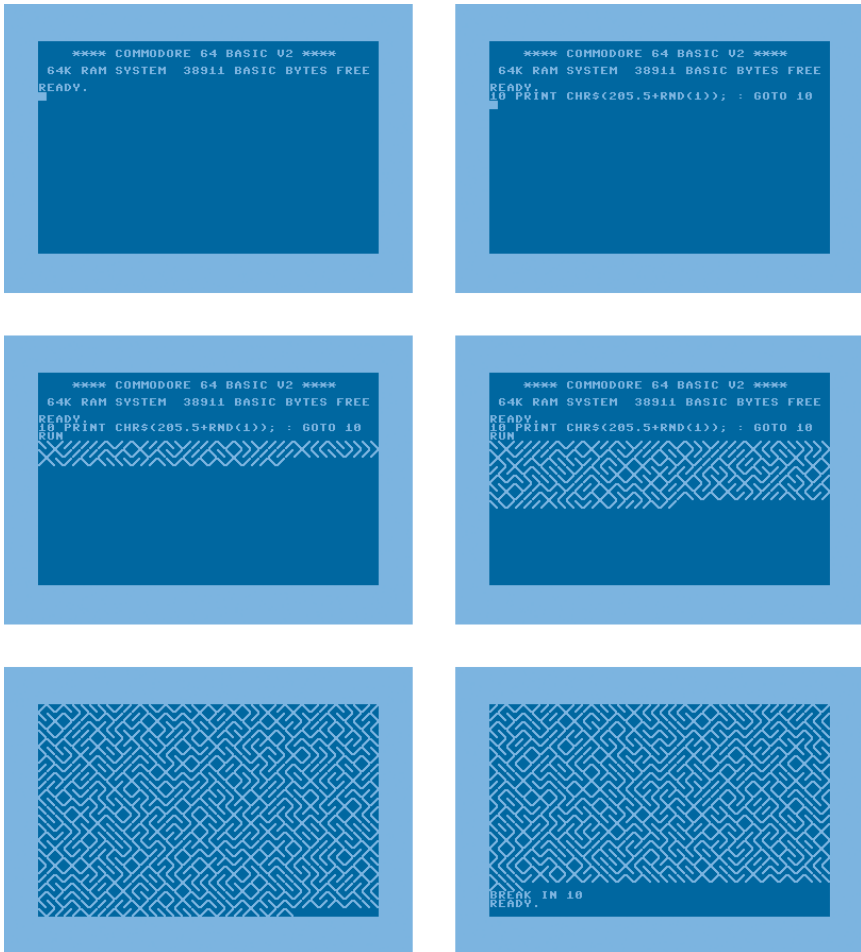 **** COMMODORE 64 BASIC V2 ****
64K RAM SYSTEM 38911 BASIC BYTES FREE
READY.
**** COMMODORE 64 BASIC V2 ****
64K RAM SYSTEM 38911 BASIC BYTES FREE
READY.
10 PRINT CHR$(205.5+RND(1)); : GOTO 10
**** COMMODORE 64 BASIC V2 ****
64K RAM SYSTEM 38911 BASIC BYTES FREE
READY.
10 PRINT CHR$(205.5+RND(1)); : GOTO 10
RUN
**** COMMODORE 64 BASIC V2 ****
64K RAM SYSTEM 38911 BASIC BYTES FREE
READY.
10 PRINT CHR$(205.5+RND(1)); : GOTO 10
RUN
BREAK IN 10
READY.